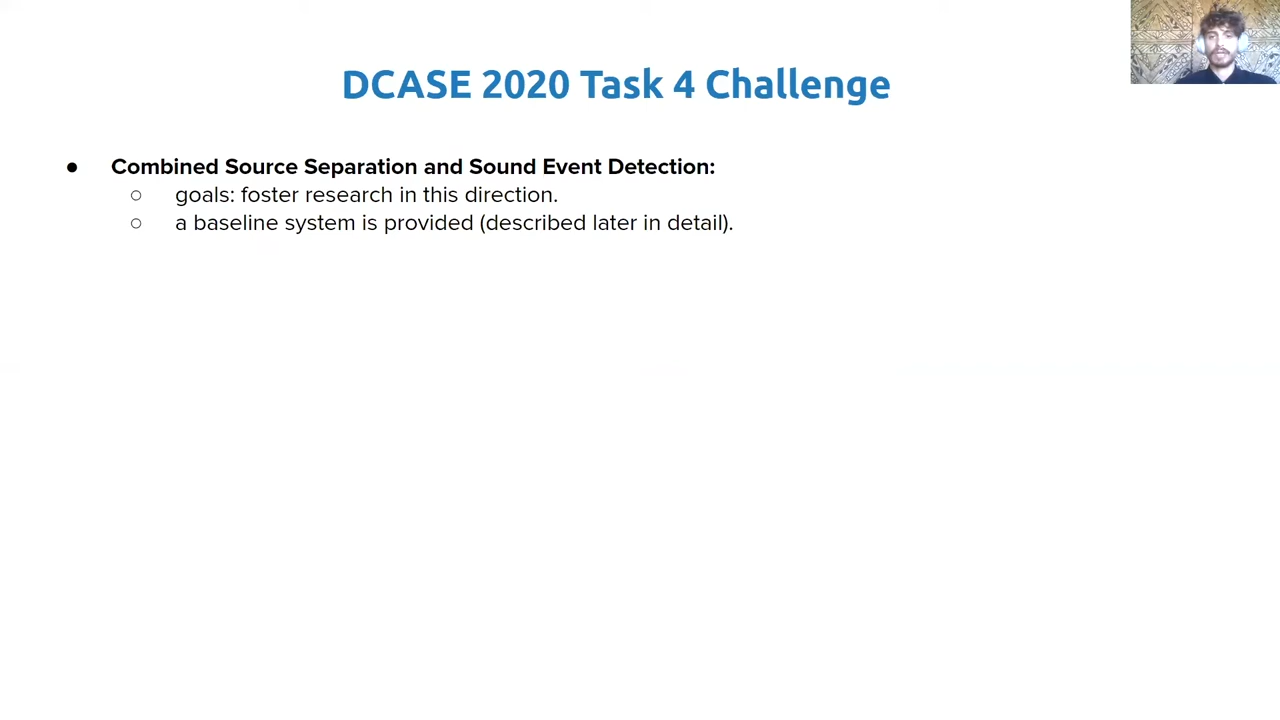 DCASE 2020 Task 4 Challenge
● Combined Source Separation and Sound Event Detection:
○ goals: foster research in this direction.
○ a baseline system is provided (described later in detail).